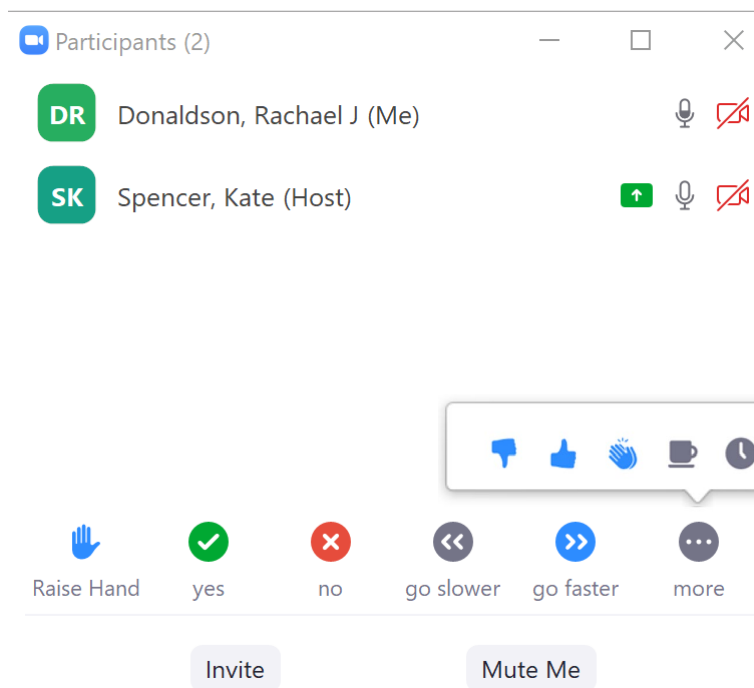 Participants (2)
DR Donaldson, Rachael J (Me)
SK Spencer, Kate (Host)
Raise Hand yes no go slower go faster more
Invite Mute Me